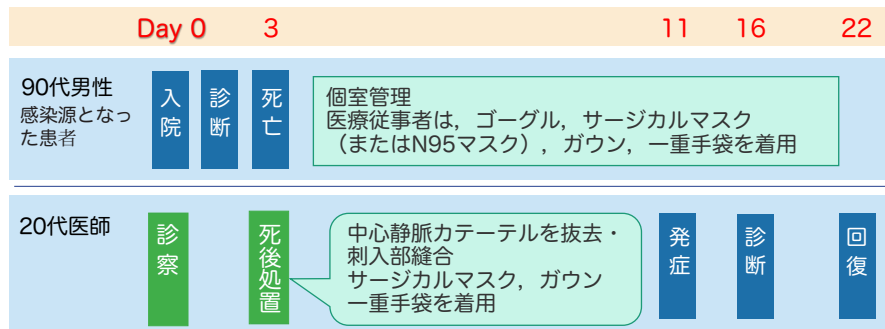 Day 0 3 11 16 22
90代男性
感染源となっ
た患者
入院
診断
死亡
個室管理
医療従事者は，ゴーグル，サージカルマスク
（またはN95マスク），ガウン，一重手袋を着用
20代医師
診察
死後処置
中心静脈カテーテルを抜去・
刺入部縫合
サージカルマスク，ガウン
一重手袋を着用
発症
診断
回復